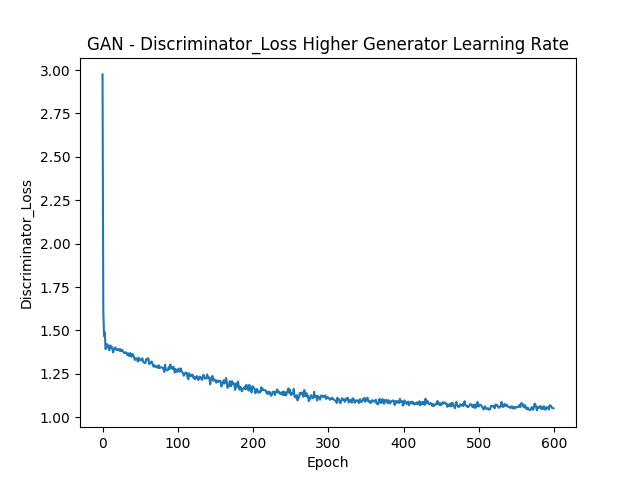 GAN - Discriminator_Loss Higher Generator Learning Rate
3.00
2.75
2.50
2.25
2.00
1.75
1.50
1.25
1.00
Discriminator_Loss
0 100 200 300 400 500 600
Epoch